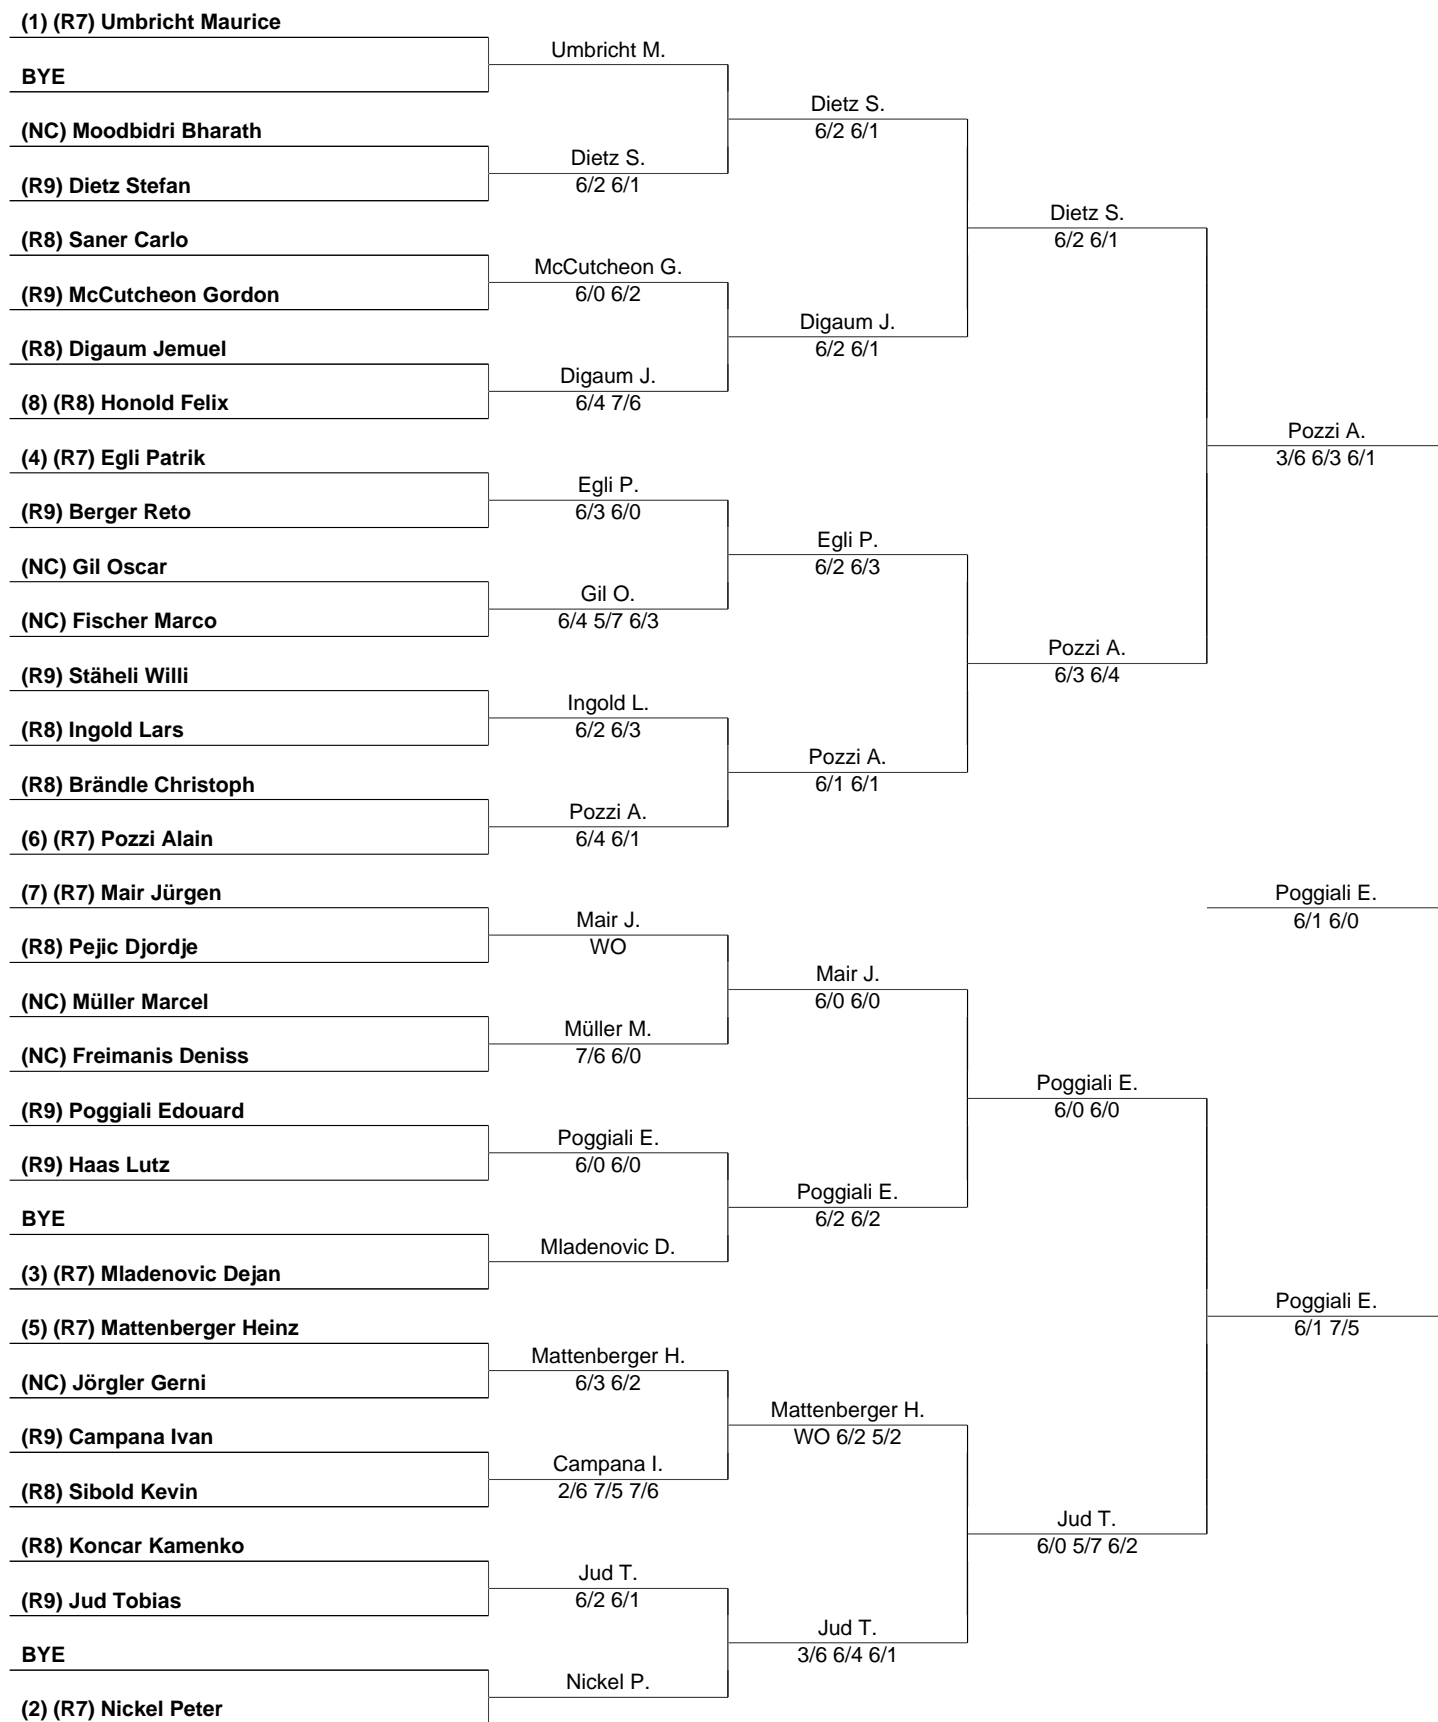 (1) (R7) Umbricht Maurice
Umbricht M.
BYE
Dietz S.
6/2 6/1
(NC) Moodbidri Bharath
Dietz S.
6/2 6/1
(R9) Dietz Stefan
Dietz S.
6/2 6/1
(R8) Saner Carlo
McCutcheon G.
6/0 6/2
(R9) McCutcheon Gordon
Digaum J.
6/2 6/1
(R8) Digaum Jemuel
Digaum J.
6/4 7/6
(8) (R8) Honold Felix
Pozzi A.
3/6 6/3 6/1
(4) (R7) Egli Patrik
Egli P.
6/3 6/0
(R9) Berger Reto
Egli P.
6/2 6/3
(NC) Gil Oscar
Gil O.
6/4 5/7 6/3
(NC) Fischer Marco
Pozzi A.
6/3 6/4
(R9) Stäheli Willi
Ingold L.
6/2 6/3
(R8) Ingold Lars
Pozzi A.
6/1 6/1
(R8) Brändle Christoph
Pozzi A.
6/4 6/1
(6) (R7) Pozzi Alain
(7) (R7) Mair Jürgen
Poggiali E.
6/1 6/0
Mair J.
WO
(R8) Pejic Djordje
Mair J.
6/0 6/0
(NC) Müller Marcel
Müller M.
7/6 6/0
(NC) Freimanis Deniss
Poggiali E.
6/0 6/0
(R9) Poggiali Edouard
Poggiali E.
6/0 6/0
(R9) Haas Lutz
Poggiali E.
6/2 6/2
BYE
Mladenovic D.
(3) (R7) Mladenovic Dejan
Poggiali E.
6/1 7/5
(5) (R7) Mattenberger Heinz
Mattenberger H.
6/3 6/2
(NC) Jörgler Gerni
Mattenberger H.
WO 6/2 5/2
(R9) Campana Ivan
Campana I.
2/6 7/5 7/6
(R8) Sibold Kevin
Jud T.
6/0 5/7 6/2
(R8) Koncar Kamenko
Jud T.
6/2 6/1
(R9) Jud Tobias
Jud T.
3/6 6/4 6/1
BYE
Nickel P.
(2) (R7) Nickel Peter